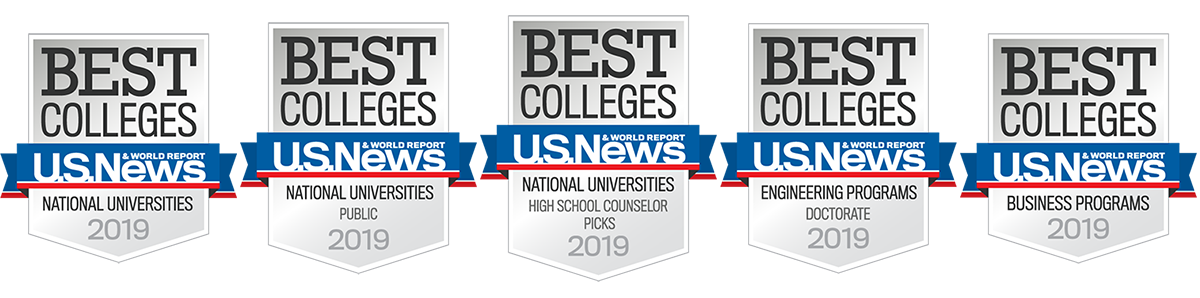 BEST
COLLEGES
& WORLD REPORT
U.S.News
NATIONAL UNIVERSITIES
2019
BEST
COLLEGES
& WORLD REPORT
U.S.News
NATIONAL UNIVERSITIES
PUBLIC
2019
BEST
COLLEGES
& WORLD REPORT
U.S.News
NATIONAL UNIVERSITIES
HIGH SCHOOL COUNSELOR
PICKS
2019
BEST
COLLEGES
& WORLD REPORT
U.S.News
ENGINEERING PROGRAMS
DOCTORATE
2019
BEST
COLLEGES
& WORLD REPORT
U.S.News
BUSINESS PROGRAMS
2019